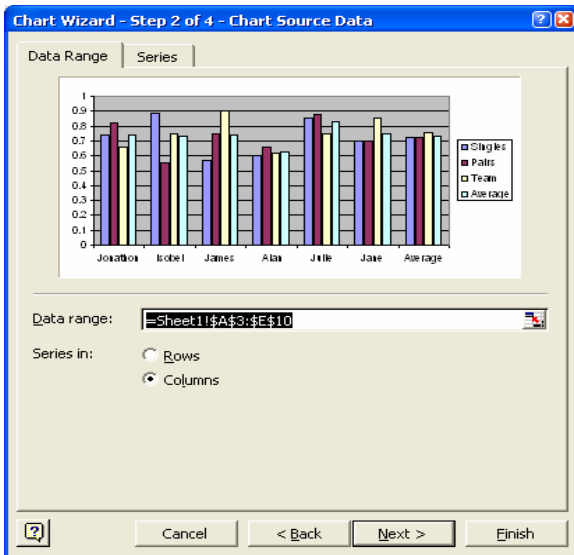 Chart Wizard - Step 2 of 4 - Chart Source Data
Data Range
Series
1
0.9
0.8
0.7
0.6
0.5
0.4
0.3
0.2
0.1
0
Jonathon Isobel James Alan Julie Jane Average
Singles
Pairs
Team
Average
Data range: =Sheet1!$A$3:$E$10
Series in: Rows
Columns
Cancel < Back Next > Finish